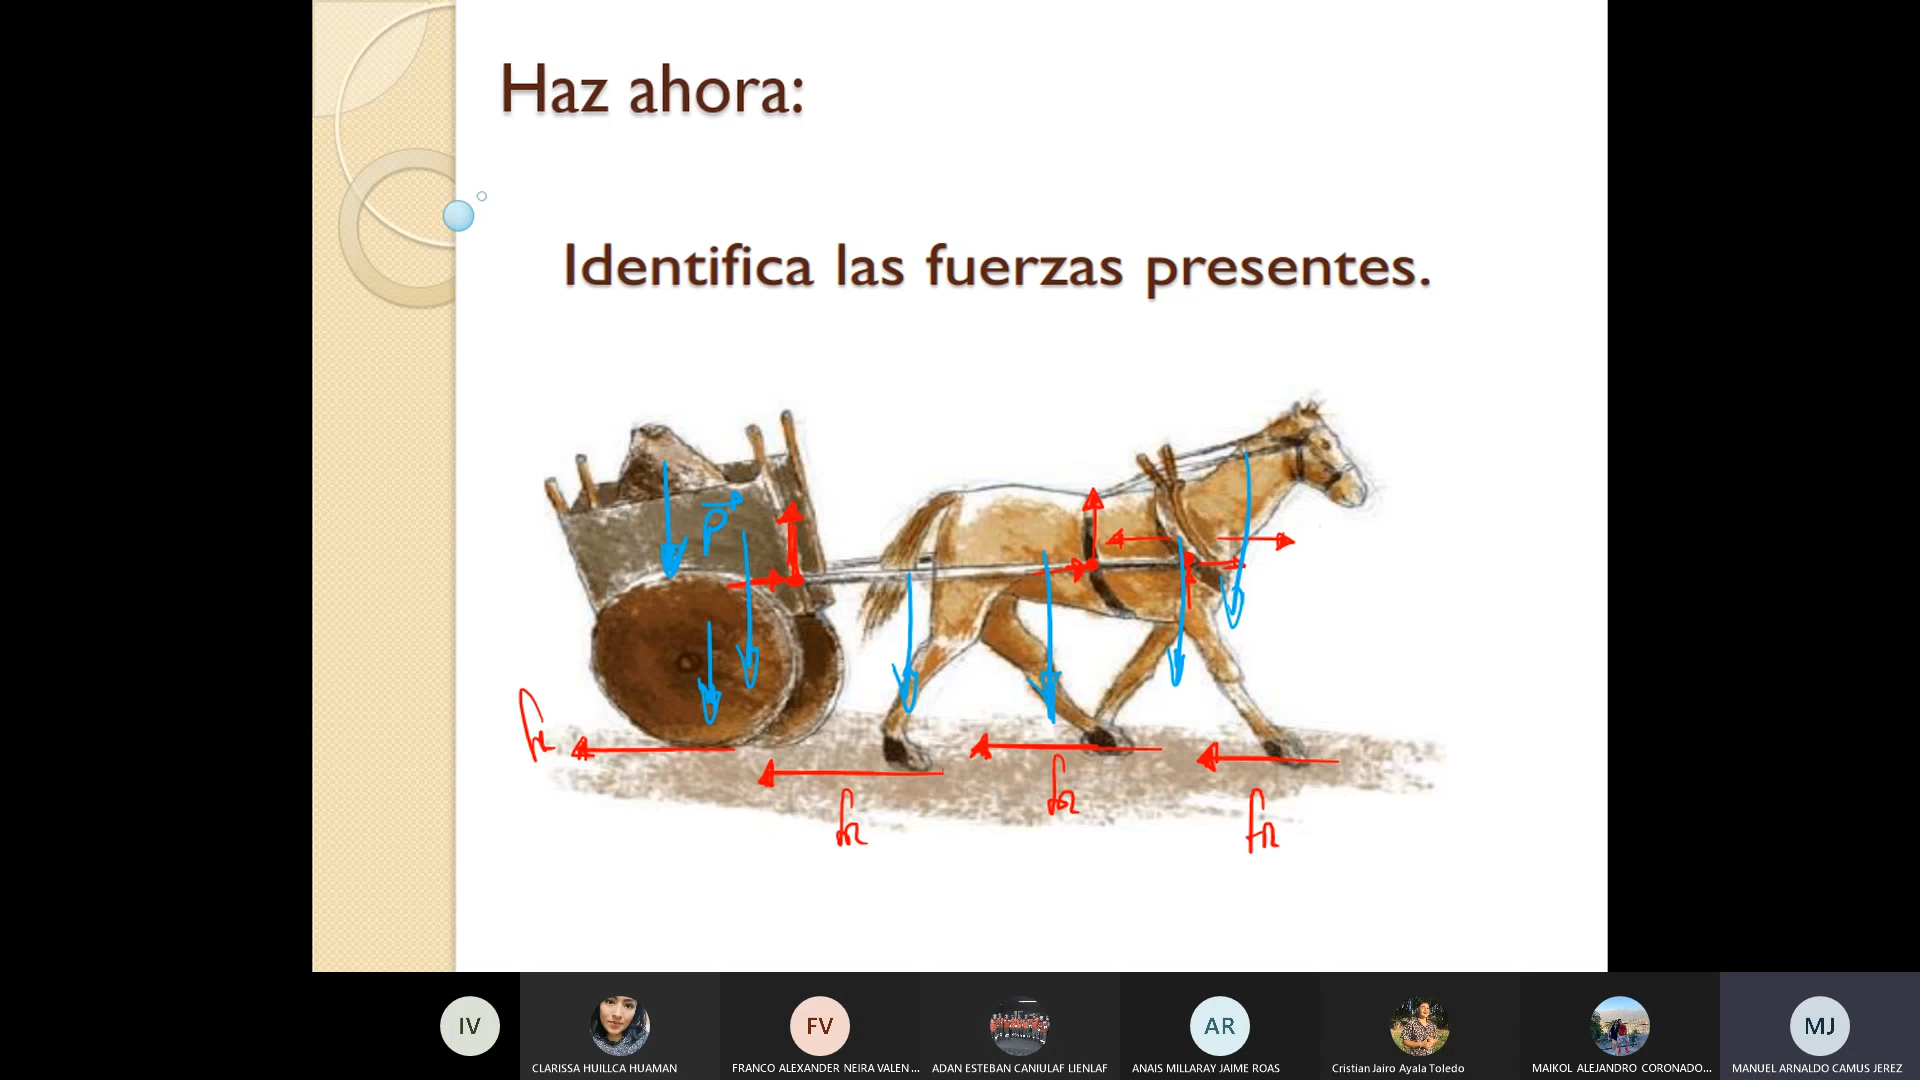 Haz ahora:
Identifica las fuerzas presentes.
P
fr
fr
fr
fr
IV
FV
AR
MJ
CLARISSA HUILLCA HUAMAN
FRANCO ALEXANDER NEIRA VALEN...
ADAN ESTEBAN CANIULAF LIENLAF
ANAIS MILLARAY JAIME ROAS
Cristian Jairo Ayala Toledo
MAIKOL ALEJANDRO CORONADO...
MANUEL ARNALDO CAMUS JEREZ